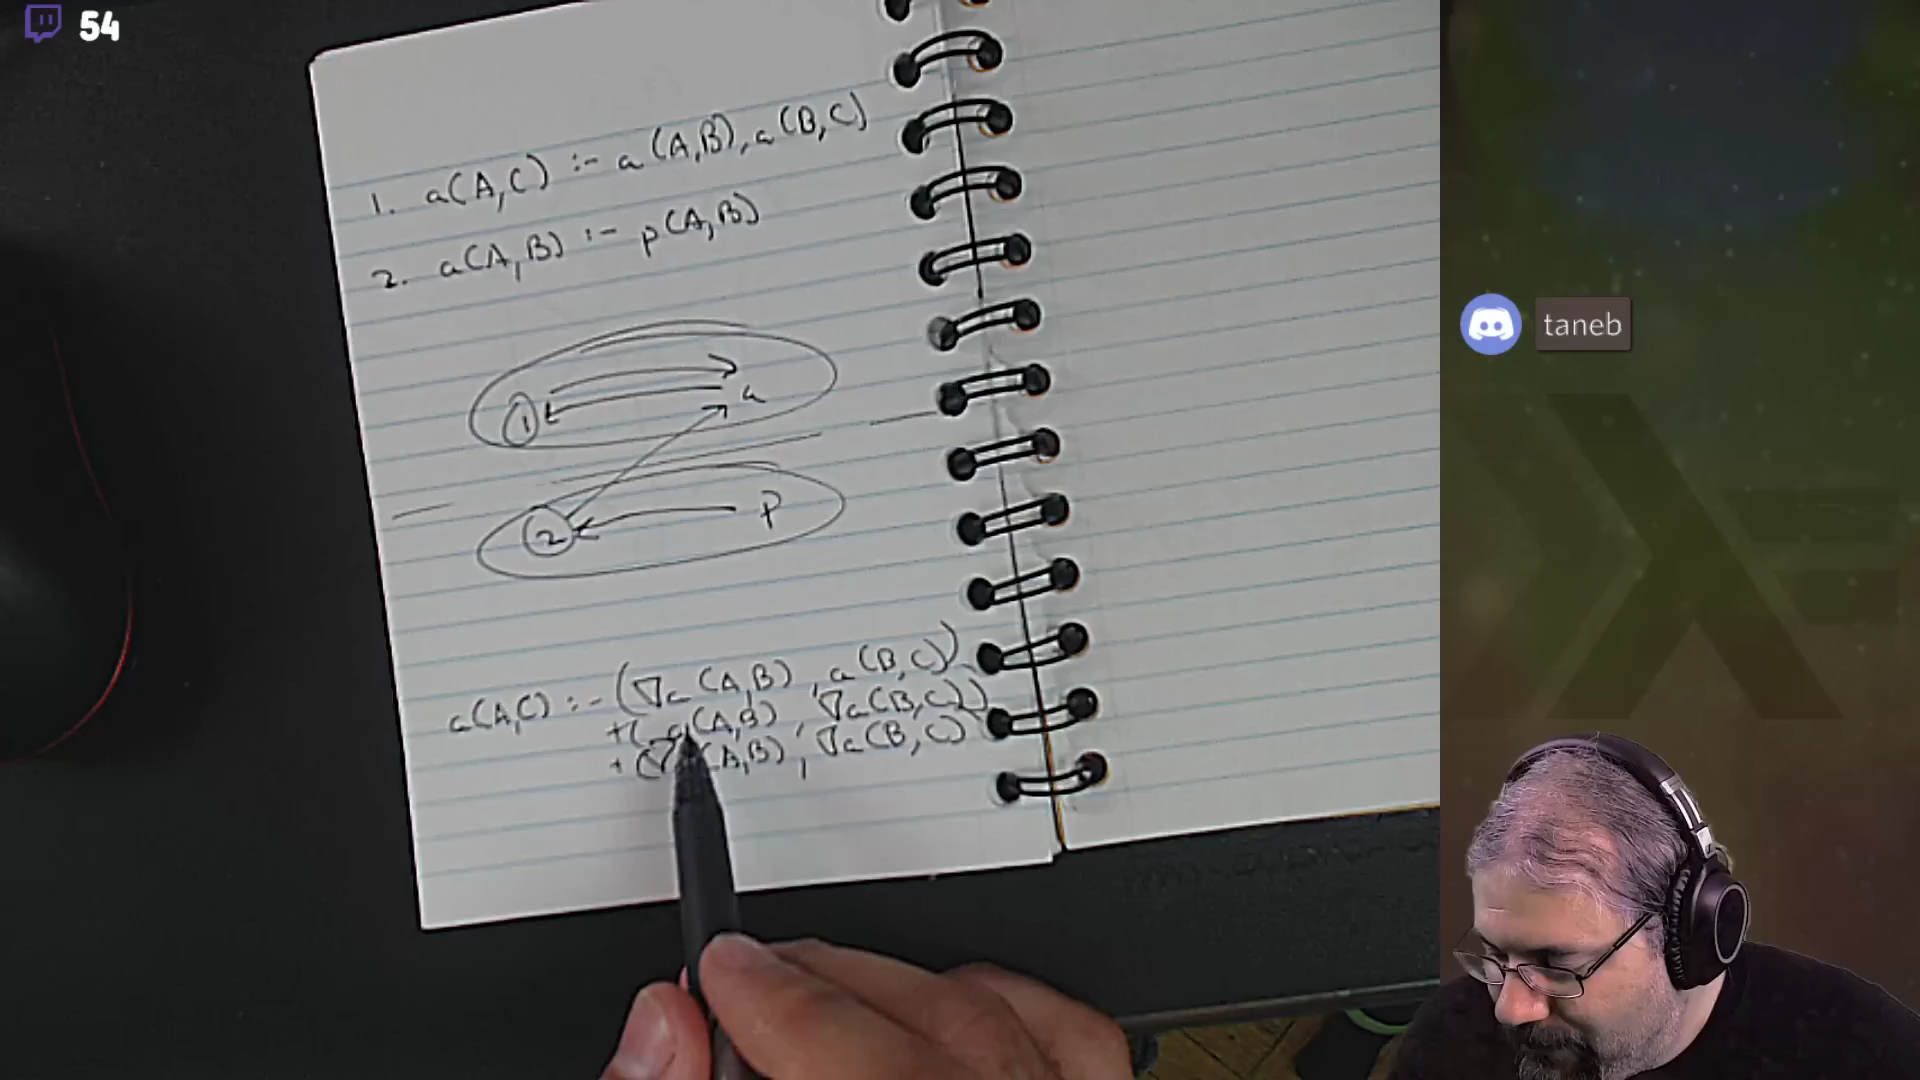 54
1. a(A,C) :- a(A,B), a(B,C)
2. a(A,B) :- p(A,B)
1 a
2 p
a(A,C) :- (∇a(A,B), a(B,C))
+( a(A,B), ∇a(B,C))
+ (∇ (A,B), ∇a(B,C)
taneb